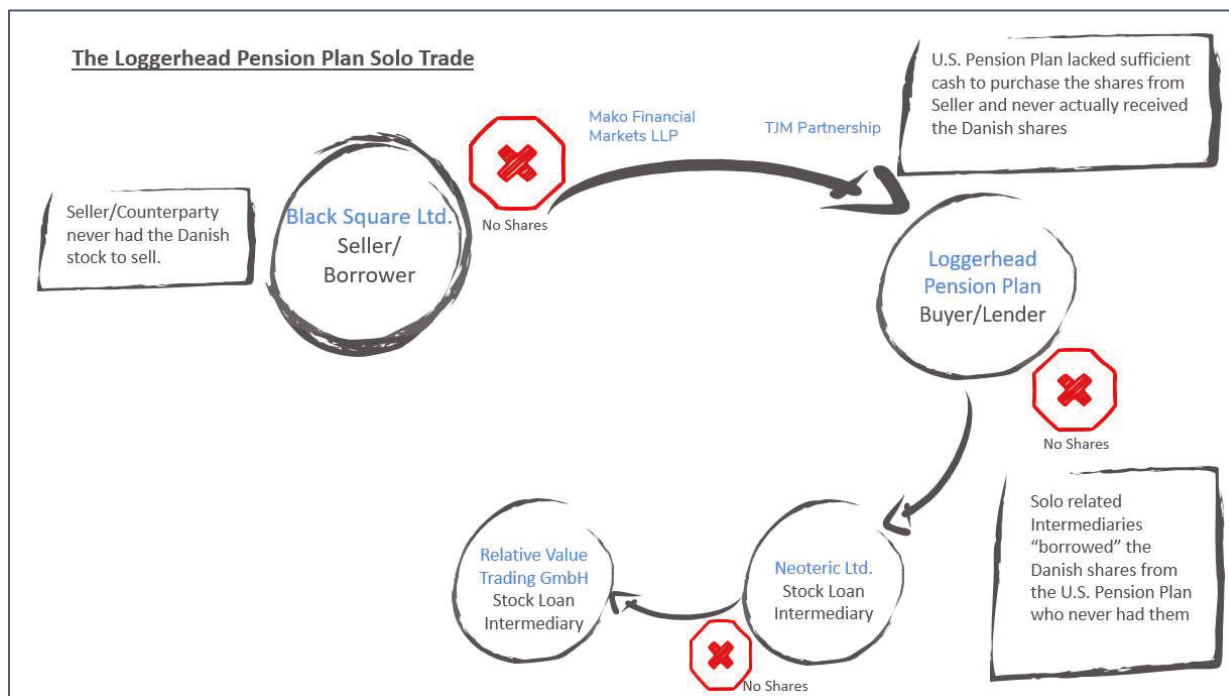 The Loggerhead Pension Plan Solo Trade
U.S. Pension Plan lacked sufficient
cash to purchase the shares from
Seller and never actually received
the Danish shares
Mako Financial
Markets LLP
TJM Partnership
Seller/Counterparty
never had the Danish
stock to sell.
Black Square Ltd.
Seller/
Borrower
No Shares
Loggerhead
Pension Plan
Buyer/Lender
No Shares
Solo related
Intermediaries
“borrowed” the
Danish shares from
the U.S. Pension Plan
who never had them
Neoteric Ltd.
Stock Loan
Intermediary
Relative Value
Trading GmbH
Stock Loan
Intermediary
No Shares